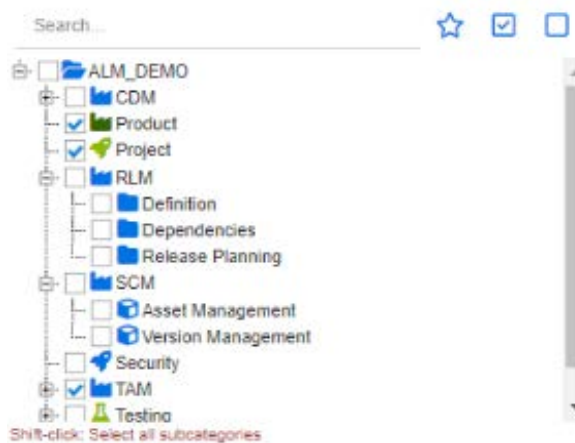 Search...
ALM_DEMO
CDM
Product
Project
RLM
Definition
Dependencies
Release Planning
SCM
Asset Management
Version Management
Security
TAM
Testing
Shift-click: Select all subcategories